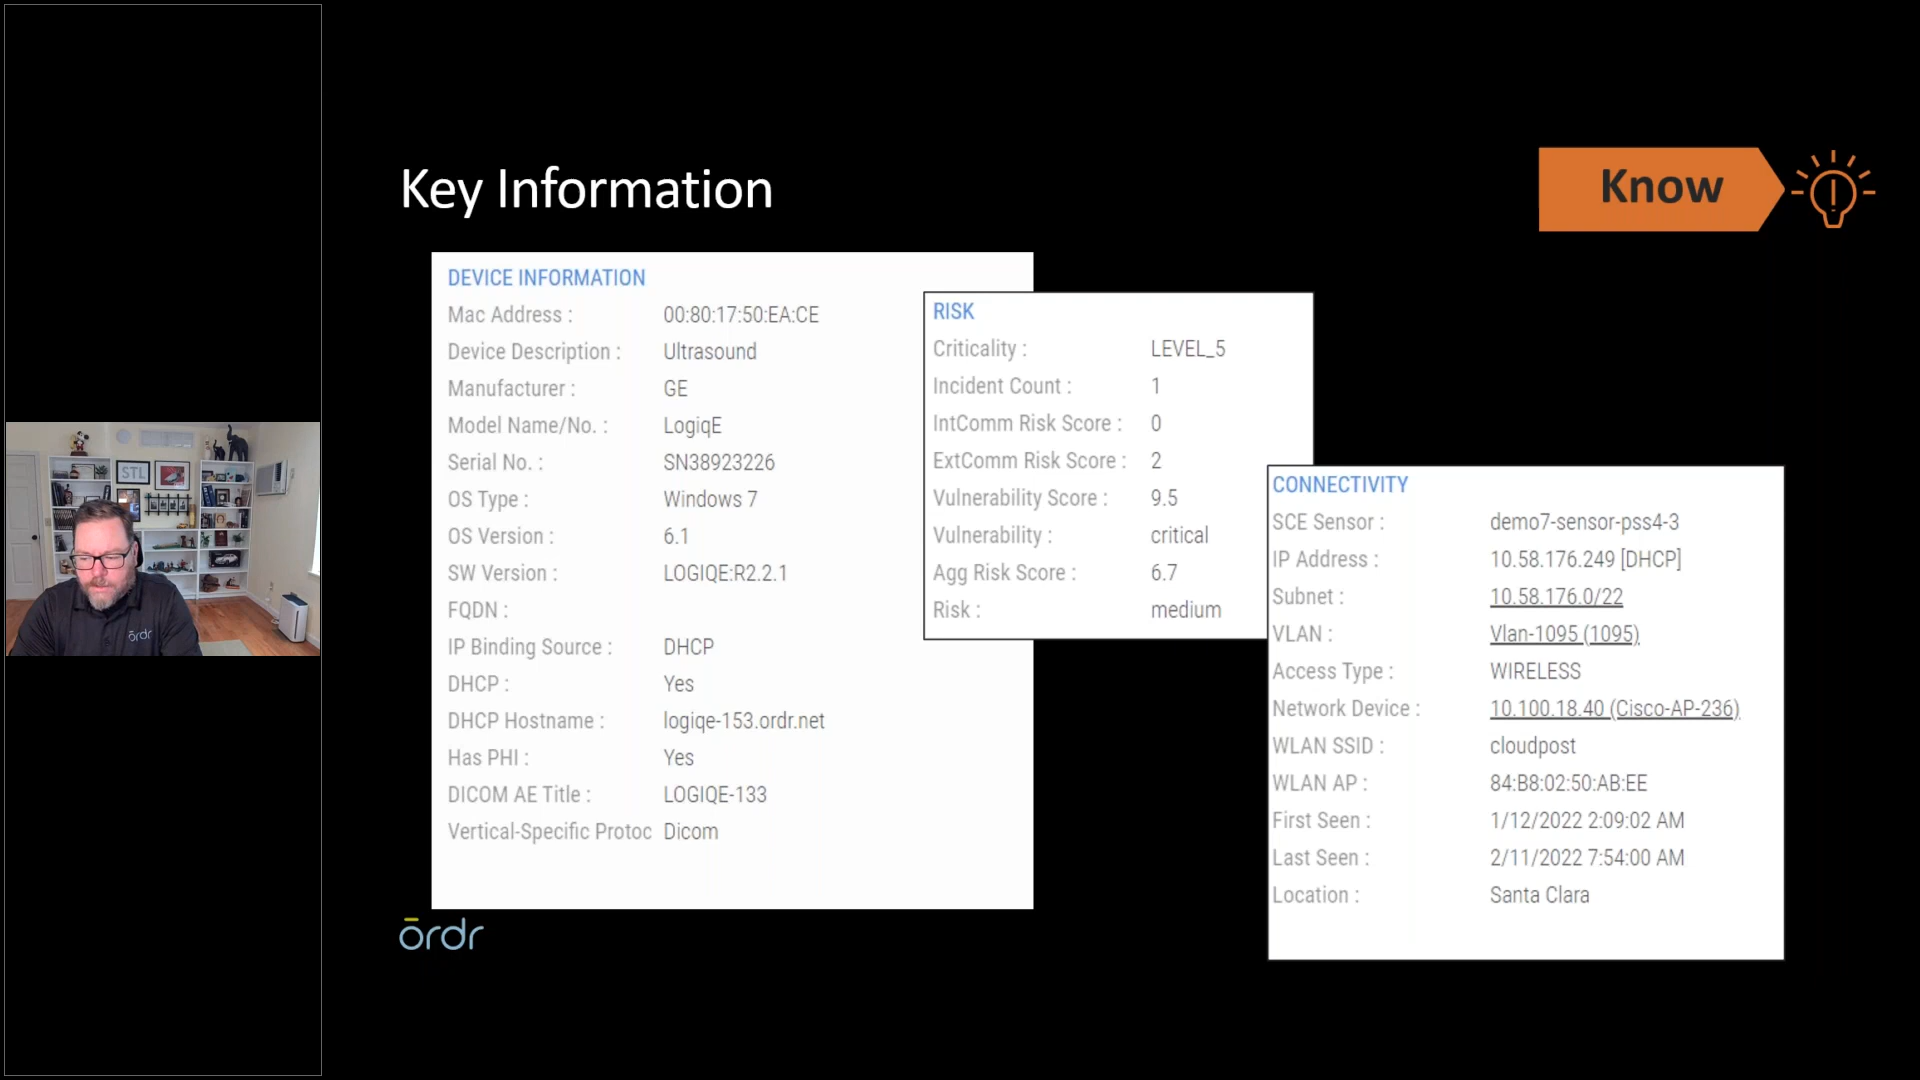 Key Information
Know
DEVICE INFORMATION
Mac Address : 00:80:17:50:EA:CE
Device Description : Ultrasound
Manufacturer : GE
Model Name/No. : LogiqE
Serial No. : SN38923226
OS Type : Windows 7
OS Version : 6.1
SW Version : LOGIQE:R2.2.1
FQDN :
IP Binding Source : DHCP
DHCP : Yes
DHCP Hostname : logiqe-153.ordr.net
Has PHI : Yes
DICOM AE Title : LOGIQE-133
Vertical-Specific Protoc Dicom
RISK
Criticality : LEVEL_5
Incident Count : 1
IntComm Risk Score : 0
ExtComm Risk Score : 2
Vulnerability Score : 9.5
Vulnerability : critical
Agg Risk Score : 6.7
Risk : medium
CONNECTIVITY
SCE Sensor : demo7-sensor-pss4-3
IP Address : 10.58.176.249 [DHCP]
Subnet : 10.58.176.0/22
VLAN : Vlan-1095 (1095)
Access Type : WIRELESS
Network Device : 10.100.18.40 (Cisco-AP-236)
WLAN SSID : cloudpost
WLAN AP : 84:B8:02:50:AB:EE
First Seen : 1/12/2022 2:09:02 AM
Last Seen : 2/11/2022 7:54:00 AM
Location : Santa Clara
STL
ōrdr
ōrdr